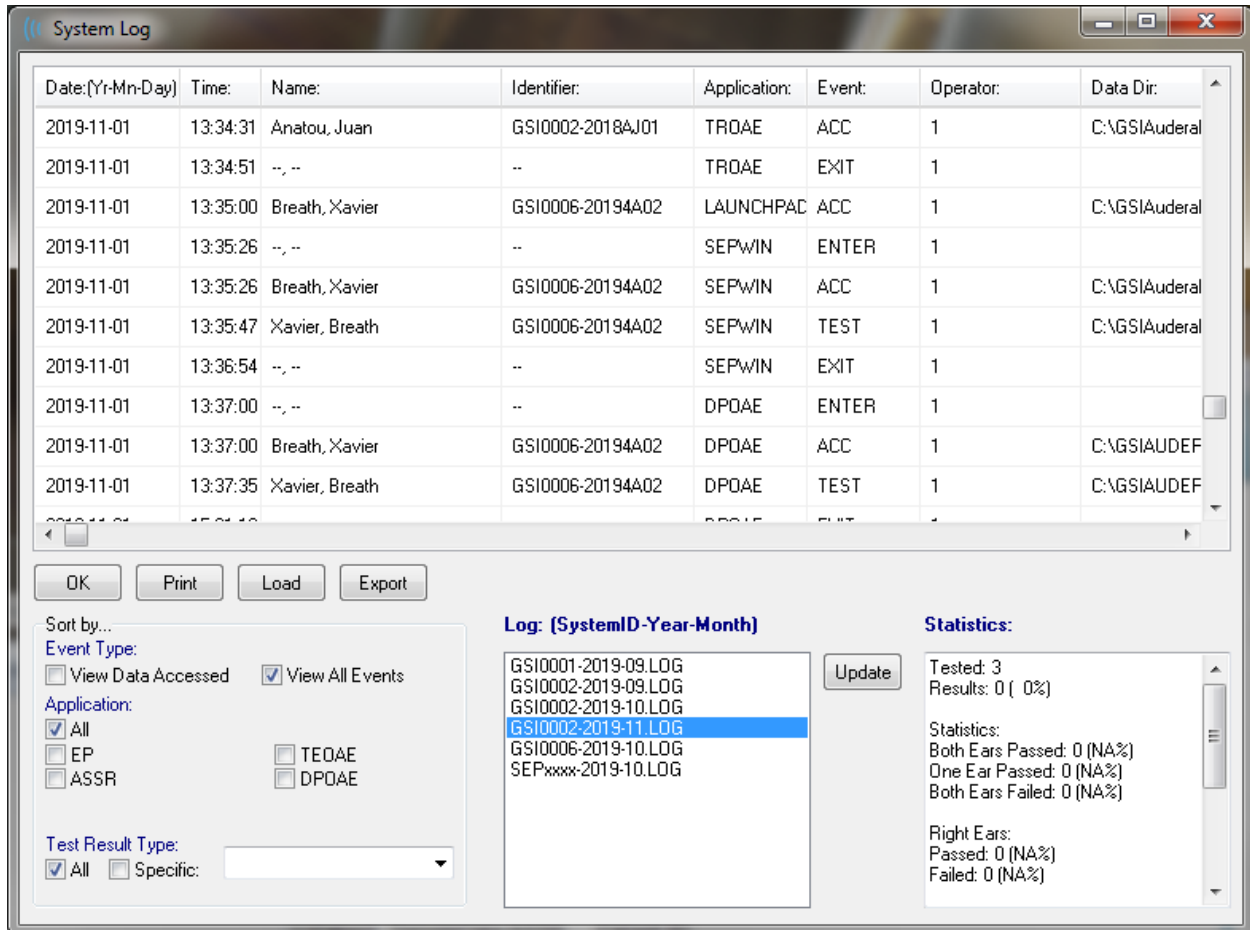 System Log
Date:(Yr-Mn-Day) Time: Name: Identifier: Application: Event: Operator: Data Dir:
2019-11-01 13:34:31 Anatou, Juan GSI0002-2018AJ01 TROAE ACC 1 C:\GSIAuderal
2019-11-01 13:34:51 --, -- -- TROAE EXIT 1
2019-11-01 13:35:00 Breath, Xavier GSI0006-20194A02 LAUNCHPAD ACC 1 C:\GSIAuderal
2019-11-01 13:35:26 --, -- -- SEPWIN ENTER 1
2019-11-01 13:35:26 Breath, Xavier GSI0006-20194A02 SEPWIN ACC 1 C:\GSIAuderal
2019-11-01 13:35:47 Xavier, Breath GSI0006-20194A02 SEPWIN TEST 1 C:\GSIAuderal
2019-11-01 13:36:54 --, -- -- SEPWIN EXIT 1
2019-11-01 13:37:00 --, -- -- DPOAE ENTER 1
2019-11-01 13:37:00 Breath, Xavier GSI0006-20194A02 DPOAE ACC 1 C:\GSIAUDEF
2019-11-01 13:37:35 Xavier, Breath GSI0006-20194A02 DPOAE TEST 1 C:\GSIAUDEF
OK Print Load Export
Sort by...
Event Type:
View Data Accessed View All Events
Application:
All
EP TEOAE
ASSR DPOAE
Test Result Type:
All Specific:
Log: (SystemID-Year-Month)
GSI0001-2019-09.LOG
GSI0002-2019-09.LOG
GSI0002-2019-10.LOG
GSI0002-2019-11.LOG
GSI0006-2019-10.LOG
SEPxxxx-2019-10.LOG
Update
Statistics:
Tested: 3
Results: 0 ( 0%)
Statistics:
Both Ears Passed: 0 (NA%)
One Ear Passed: 0 (NA%)
Both Ears Failed: 0 (NA%)
Right Ears:
Passed: 0 (NA%)
Failed: 0 (NA%)